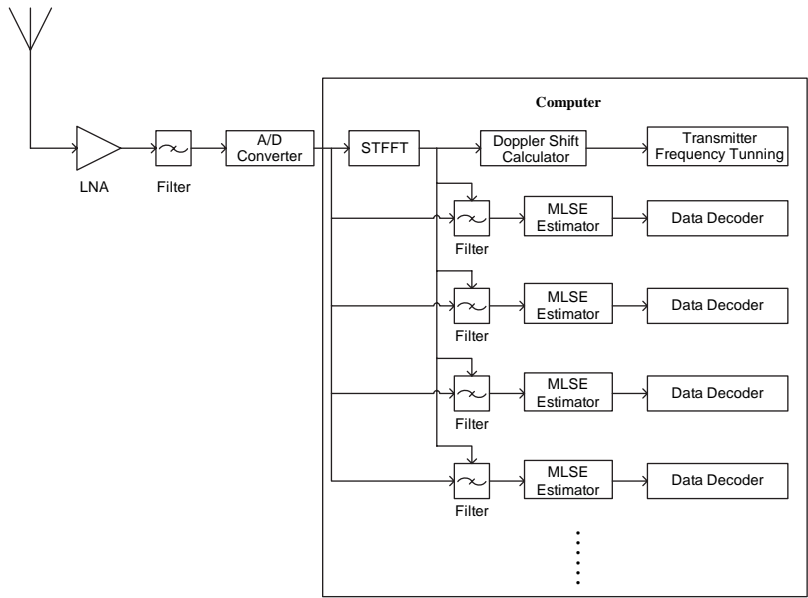 Computer
A/D
Converter
STFFT
Doppler Shift
Calculator
Transmitter
Frequency Tunning
LNA
Filter
MLSE
Estimator
Data Decoder
Filter
MLSE
Estimator
Data Decoder
Filter
MLSE
Estimator
Data Decoder
Filter
MLSE
Estimator
Data Decoder
Filter